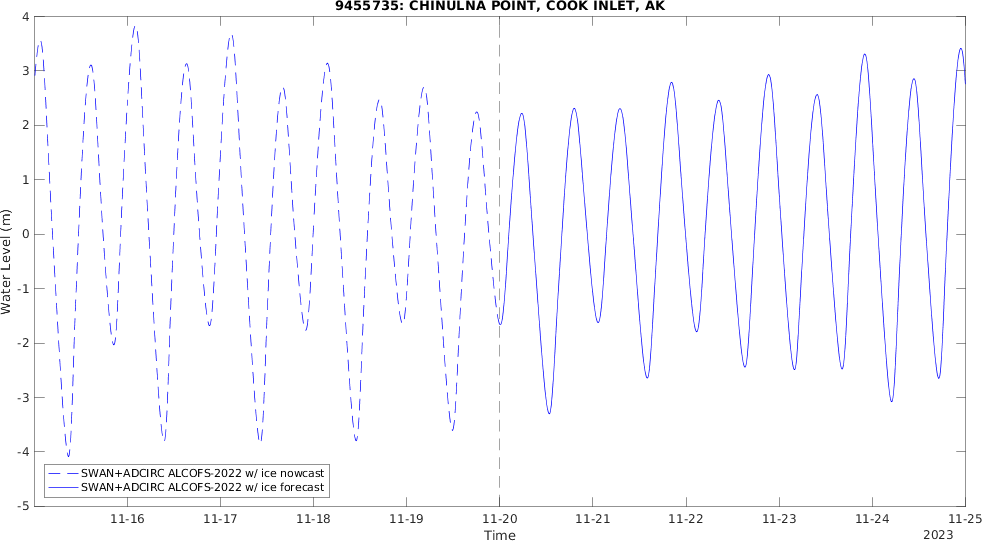 9455735: CHINULNA POINT, COOK INLET, AK
Water Level (m)
4
3
2
1
0
-1
-2
-3
-4
-5
SWAN+ADCIRC ALCOFS-2022 w/ ice nowcast
SWAN+ADCIRC ALCOFS-2022 w/ ice forecast
11-16 11-17 11-18 11-19 11-20 11-21 11-22 11-23 11-24 11-25
Time
2023